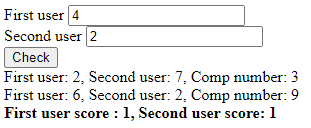 First user 4
Second user 2
Check
First user: 2, Second user: 7, Comp number: 3
First user: 6, Second user: 2, Comp number: 9
First user score : 1, Second user score: 1